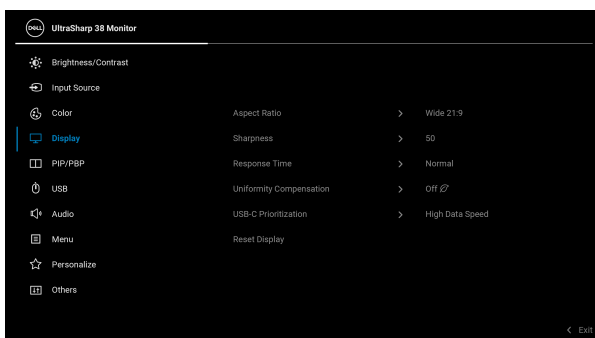 DELL UltraSharp 38 Monitor
Brightness/Contrast
Input Source
Color
Aspect Ratio > Wide 21:9
Display
Sharpness > 50
PIP/PBP
Response Time > Normal
USB
Uniformity Compensation > Off
Audio
USB-C Prioritization > High Data Speed
Menu
Reset Display
Personalize
Others
< Exit